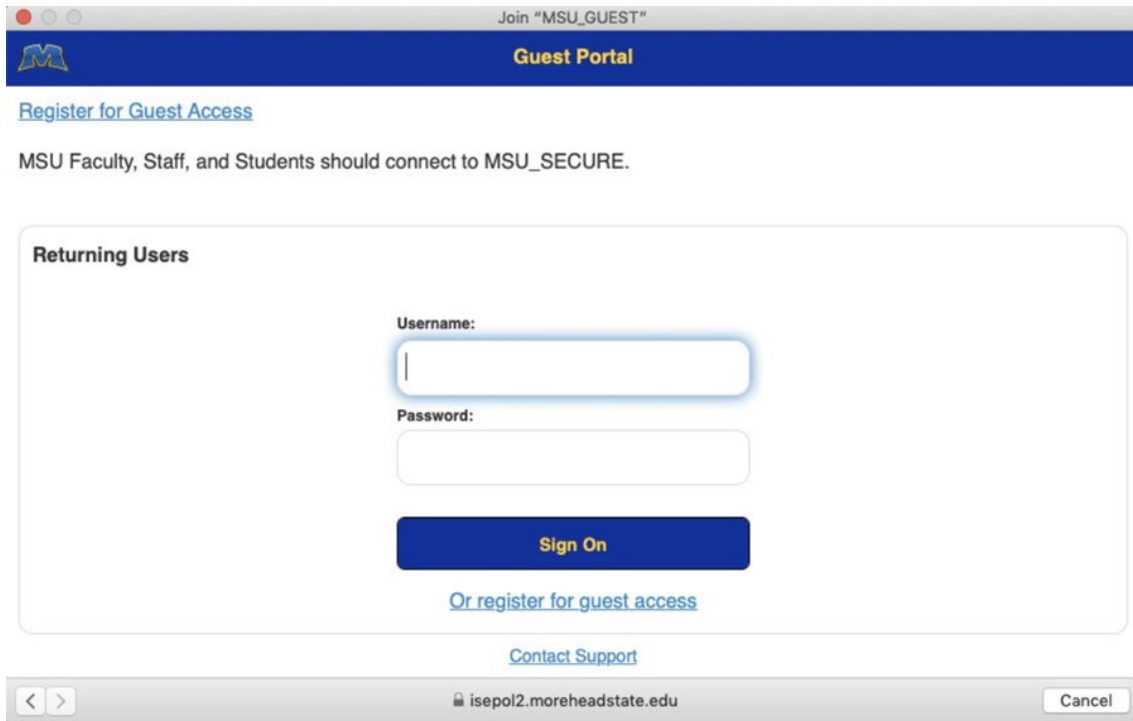 Join “MSU_GUEST”
M
Guest Portal
Register for Guest Access
MSU Faculty, Staff, and Students should connect to MSU_SECURE.
Returning Users
Username:
Password:
Sign On
Or register for guest access
Contact Support
isepol2.moreheadstate.edu
Cancel